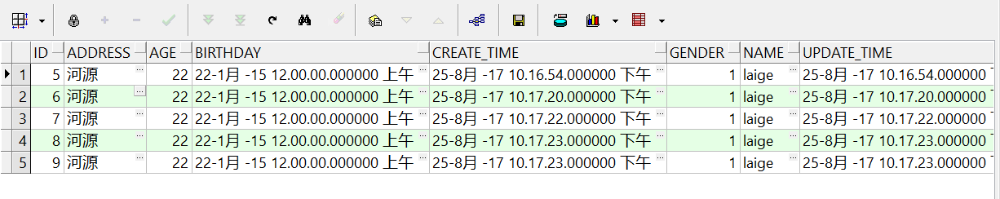 ID ADDRESS AGE BIRTHDAY CREATE_TIME GENDER NAME UPDATE_TIME
1 5 河源 22 22-1月 -15 12.00.00.000000 上午 25-8月 -17 10.16.54.000000 下午 1 laige 25-8月 -17 10.16.54.000000
2 6 河源 22 22-1月 -15 12.00.00.000000 上午 25-8月 -17 10.17.20.000000 下午 1 laige 25-8月 -17 10.17.20.000000
3 7 河源 22 22-1月 -15 12.00.00.000000 上午 25-8月 -17 10.17.22.000000 下午 1 laige 25-8月 -17 10.17.22.000000
4 8 河源 22 22-1月 -15 12.00.00.000000 上午 25-8月 -17 10.17.23.000000 下午 1 laige 25-8月 -17 10.17.23.000000
5 9 河源 22 22-1月 -15 12.00.00.000000 上午 25-8月 -17 10.17.23.000000 下午 1 laige 25-8月 -17 10.17.23.000000